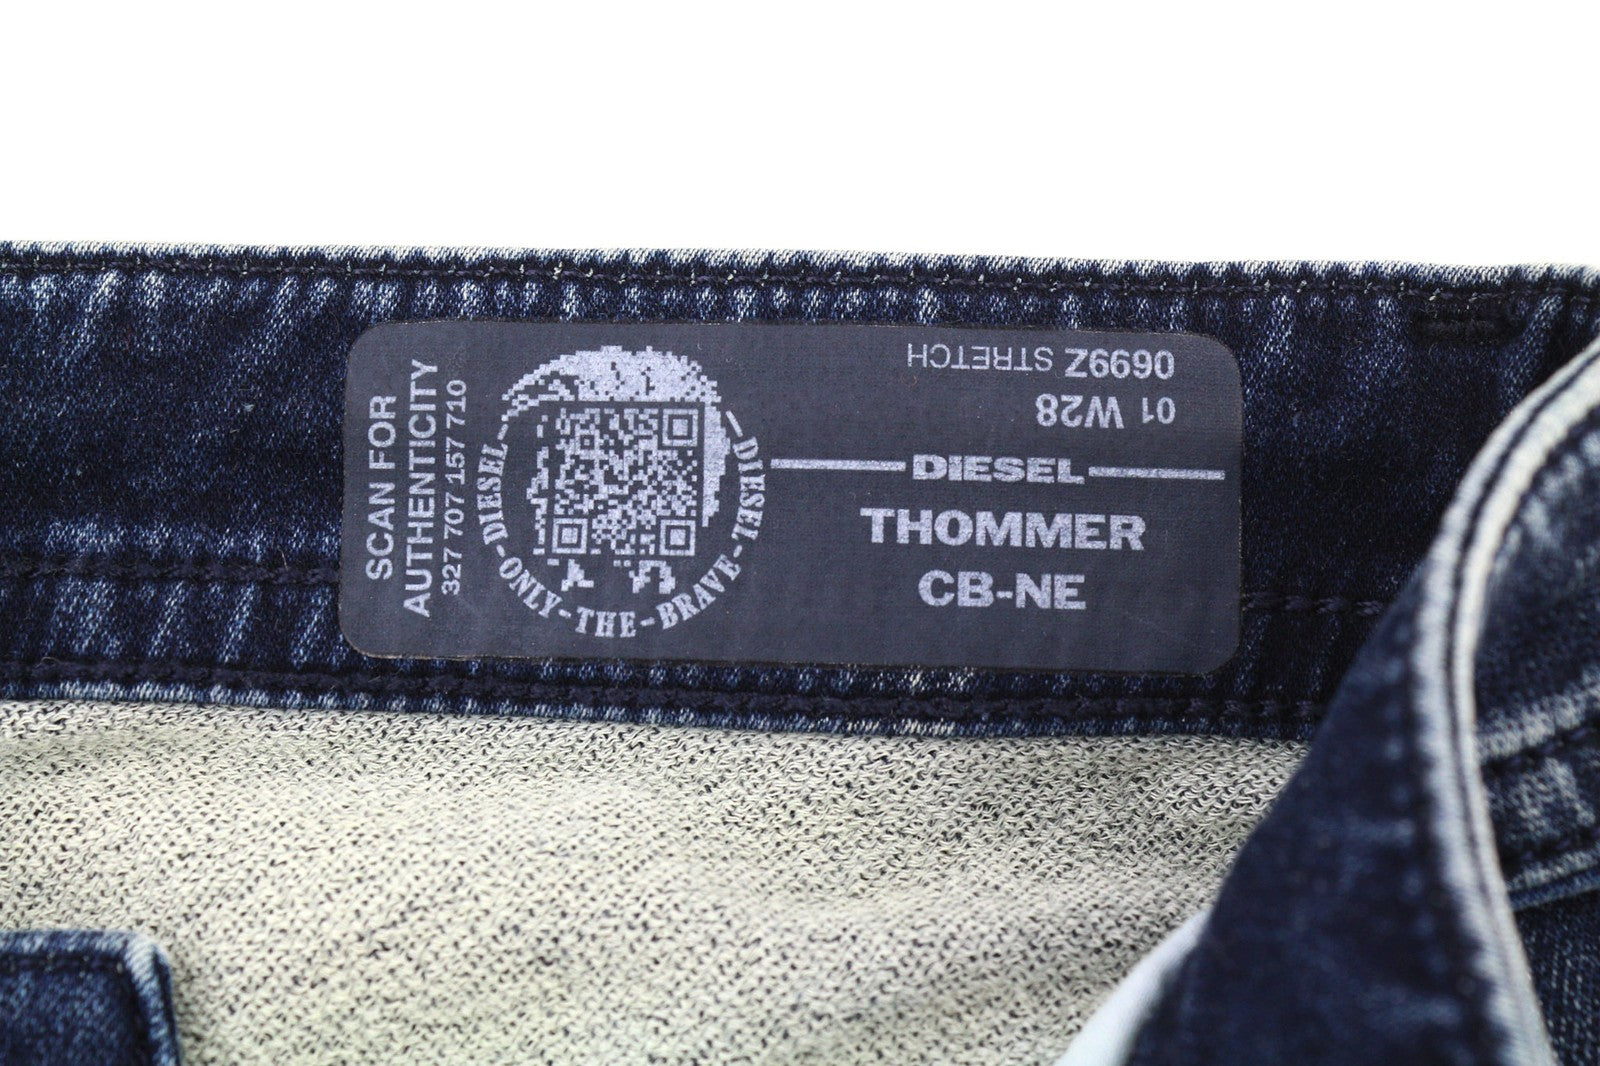 SCAN FOR
AUTHENTICITY
327 707 157 710
DIESEL-ONLY-THE-BRAVE-DIESEL
0699Z STRETCH
01 W28
DIESEL
THOMMER
CB-NE